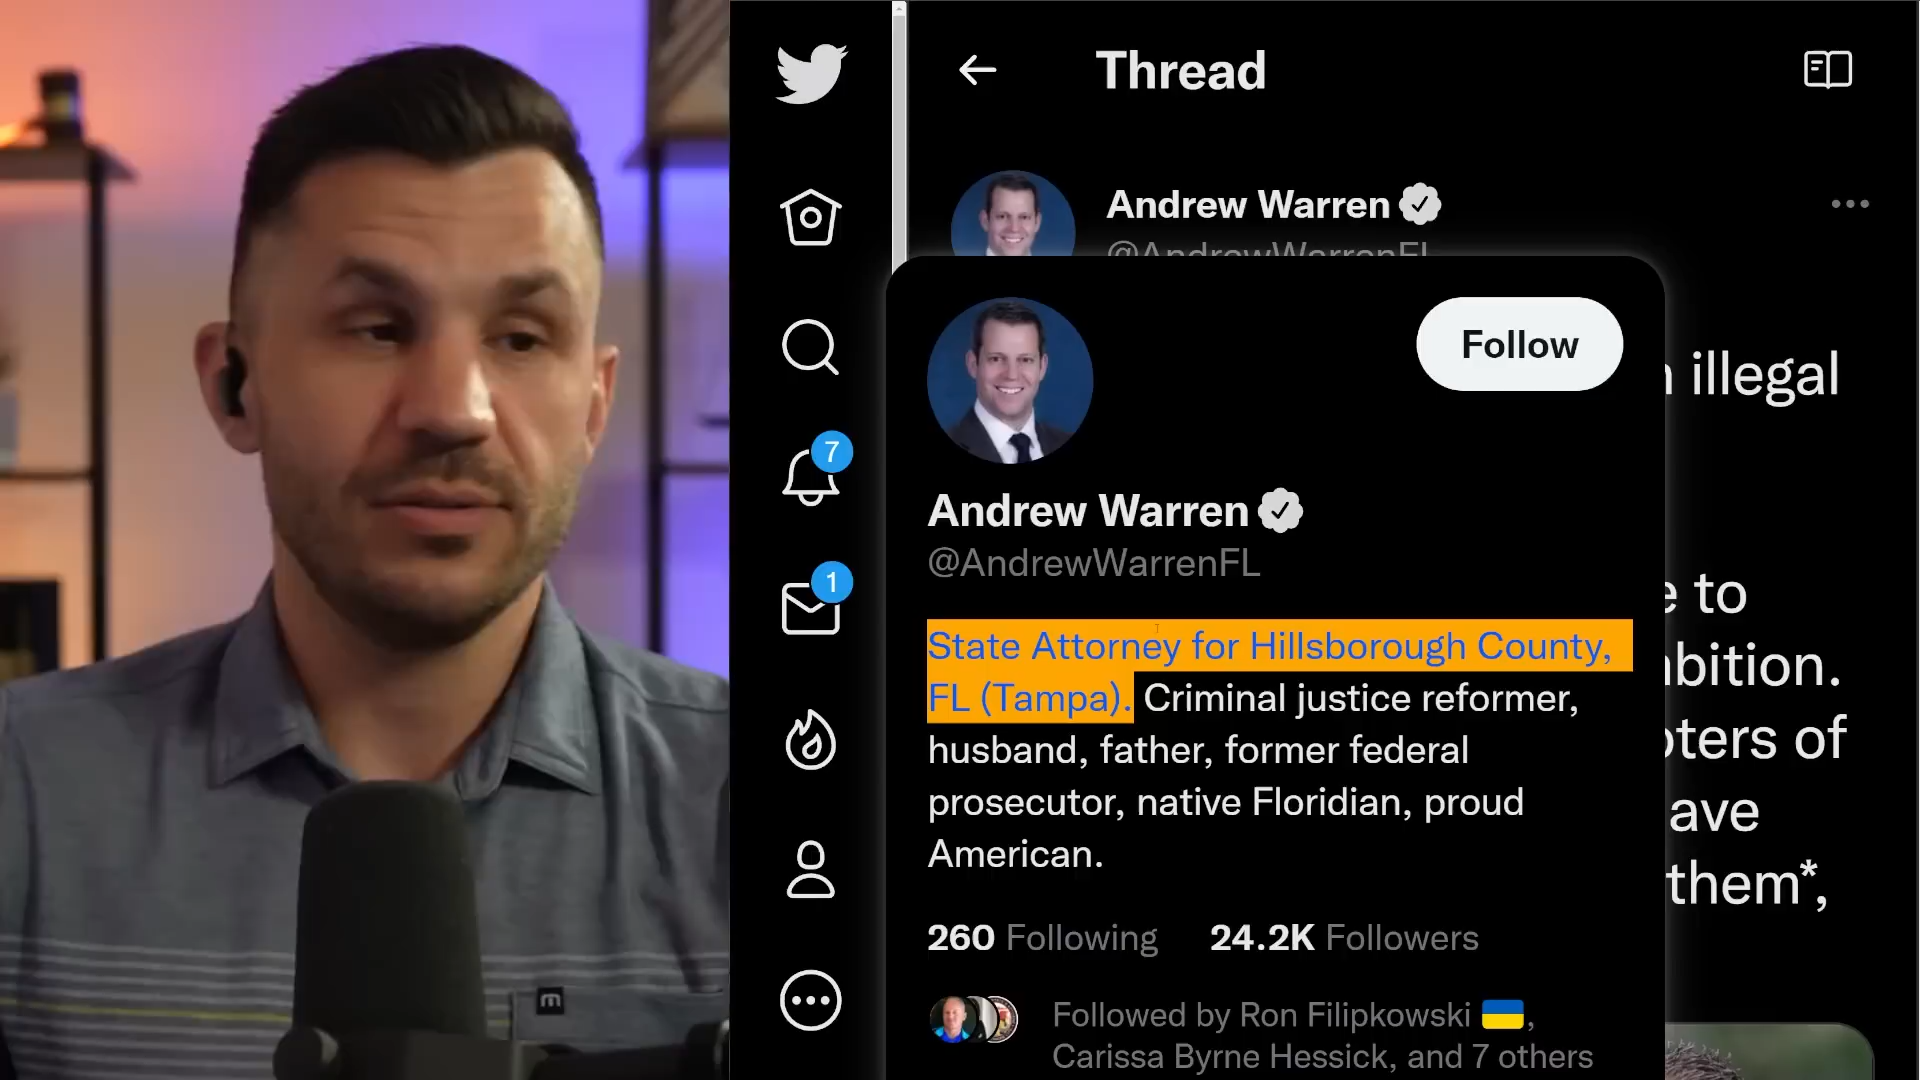 Thread
Andrew Warren
@AndrewWarrenFL
Follow
n illegal
7
Andrew Warren
@AndrewWarrenFL
1
e to
State Attorney for Hillsborough County,
bition.
FL (Tampa). Criminal justice reformer,
husband, father, former federal
oters of
prosecutor, native Floridian, proud
ave
American.
them*,
260 Following 24.2K Followers
Followed by Ron Filipkowski 🇺🇦,
Carissa Byrne Hessick, and 7 others